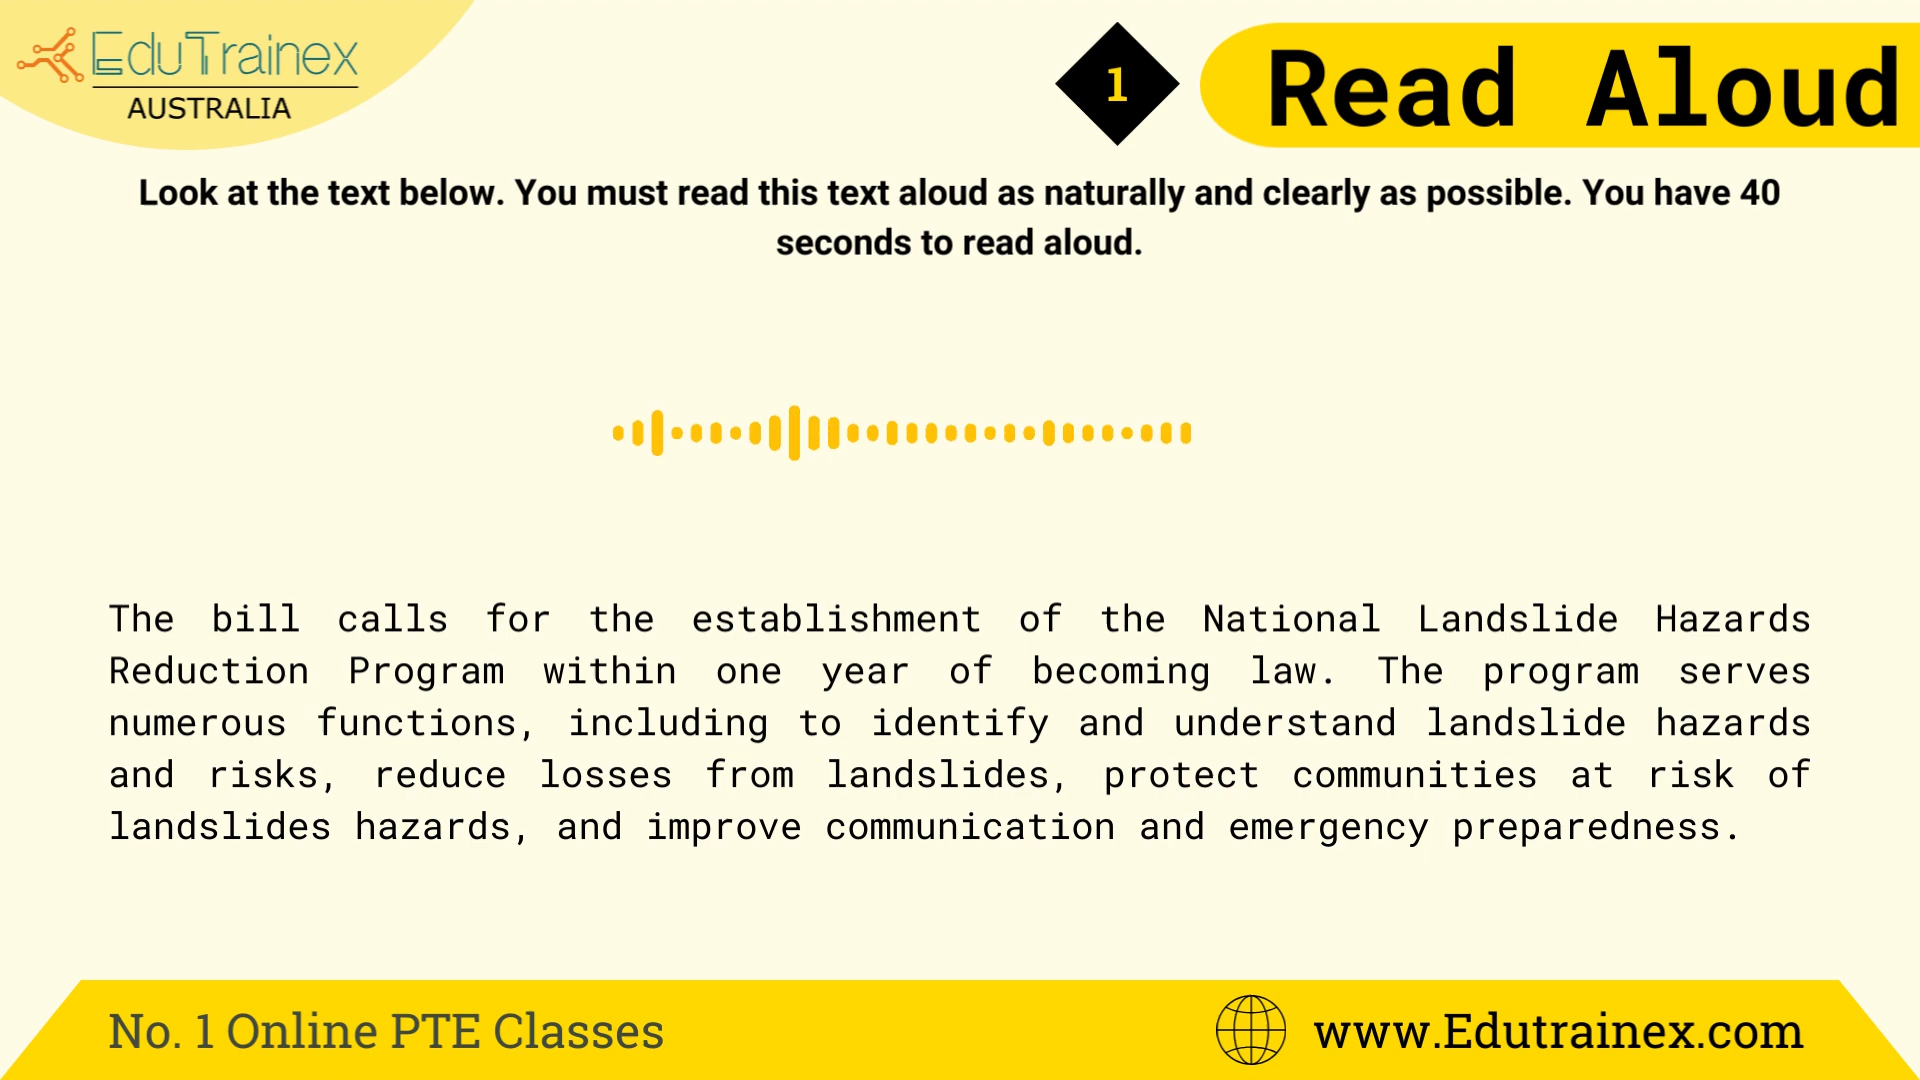 EduTrainex
AUSTRALIA
1
Read Aloud
Look at the text below. You must read this text aloud as naturally and clearly as possible. You have 40
seconds to read aloud.
The bill calls for the establishment of the National Landslide Hazards
Reduction Program within one year of becoming law. The program serves
numerous functions, including to identify and understand landslide hazards
and risks, reduce losses from landslides, protect communities at risk of
landslides hazards, and improve communication and emergency preparedness.
No. 1 Online PTE Classes
www.Edutrainex.com